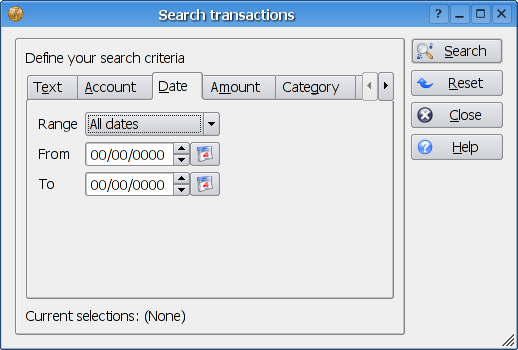 Search transactions
Define your search criteria
Text Account Date Amount Category
Range All dates
From 00/00/0000
To 00/00/0000
Current selections: (None)
Search
Reset
Close
Help